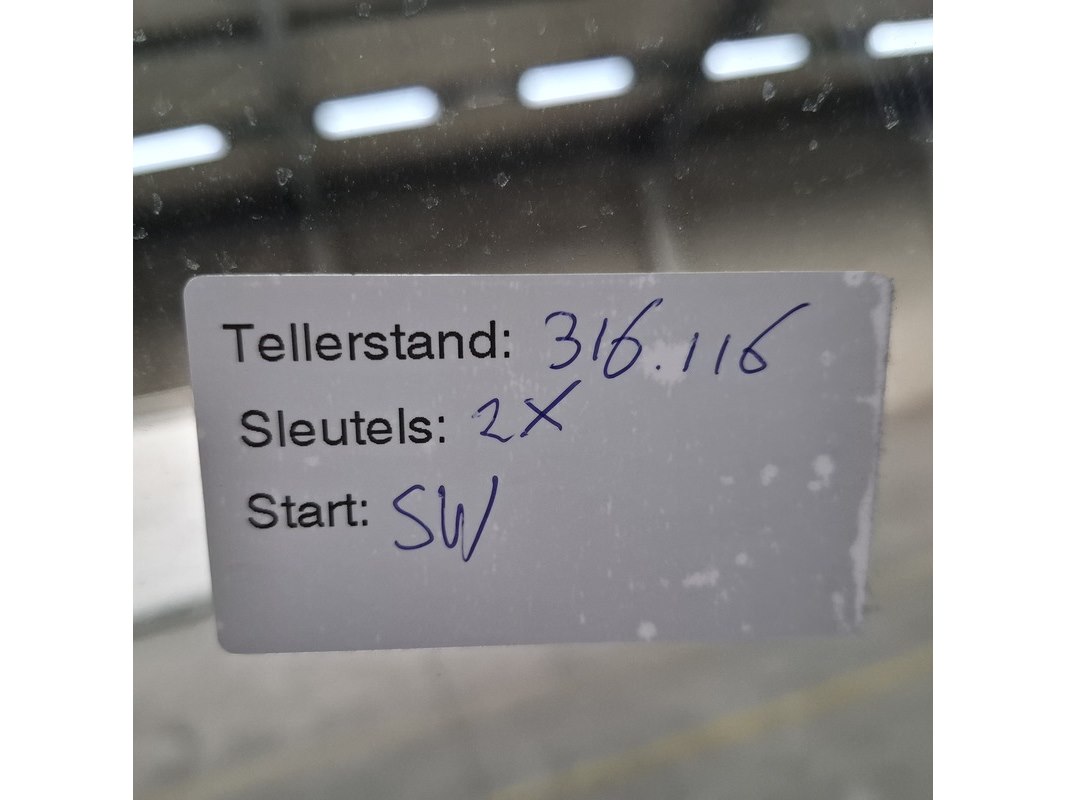 Tellerstand: 316.116
Sleutels: 2X
Start: SW